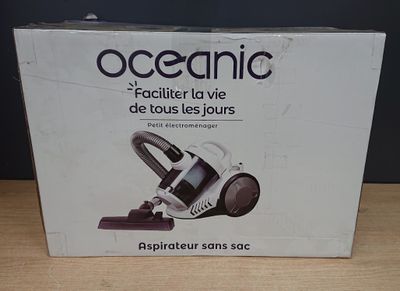 oceanic
Faciliter la vie
de tous les jours
Petit électroménager
Aspirateur sans sac